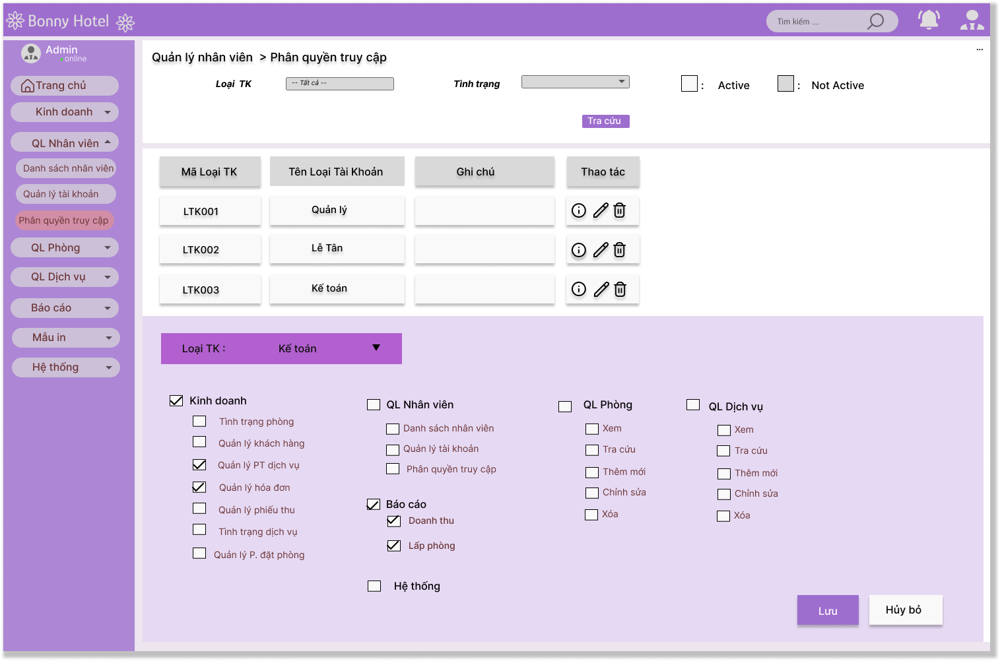 Bonny Hotel
Tìm kiếm ....
Admin
online
Trang chủ
Kinh doanh
QL Nhân viên
Danh sách nhân viên
Quản lý tài khoản
Phân quyền truy cập
QL Phòng
QL Dịch vụ
Báo cáo
Mẫu in
Hệ thống
...
Quản lý nhân viên > Phân quyền truy cập
Loại TK -- Tất cả -- Tình trạng : Active : Not Active
Tra cứu
Mã Loại TK Tên Loại Tài Khoản Ghi chú Thao tác
LTK001 Quản lý
LTK002 Lễ Tân
LTK003 Kế toán
Loại TK : Kế toán
Kinh doanh
Tình trạng phòng
Quản lý khách hàng
Quản lý PT dịch vụ
Quản lý hóa đơn
Quản lý phiếu thu
Tình trạng dịch vụ
Quản lý P. đặt phòng
QL Nhân viên
Danh sách nhân viên
Quản lý tài khoản
Phân quyền truy cập
Báo cáo
Doanh thu
Lấp phòng
Hệ thống
QL Phòng
Xem
Tra cứu
Thêm mới
Chỉnh sửa
Xóa
QL Dịch vụ
Xem
Tra cứu
Thêm mới
Chỉnh sửa
Xóa
Lưu Hủy bỏ